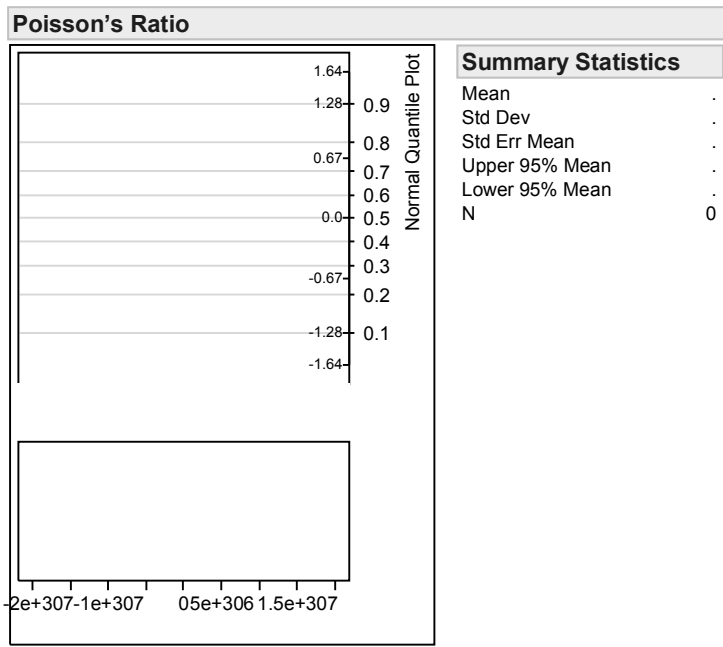 Poisson's Ratio
1.64
1.28
0.67
0.0
-0.67
-1.28
-1.64
0.9
0.8
0.7
0.6
0.5
0.4
0.3
0.2
0.1
Normal Quantile Plot
-2e+307 -1e+307 0 5e+306 1.5e+307
Summary Statistics
Mean .
Std Dev .
Std Err Mean .
Upper 95% Mean .
Lower 95% Mean .
N 0